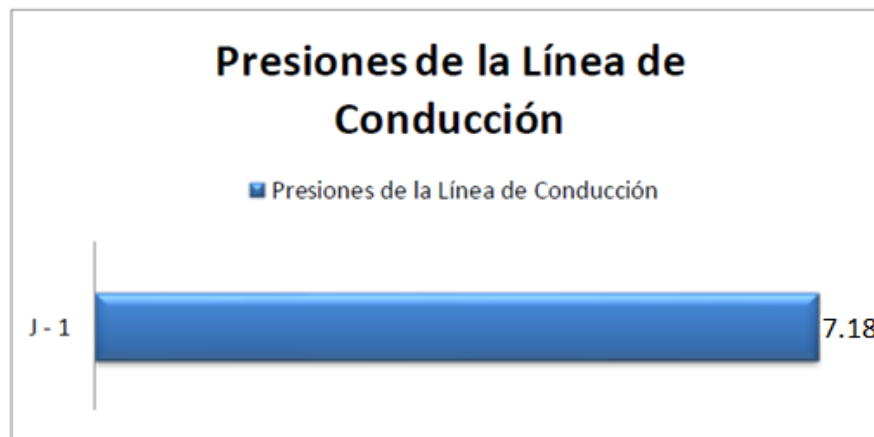 Presiones de la Línea de
Conducción
Presiones de la Línea de Conducción
J - 1
7.18